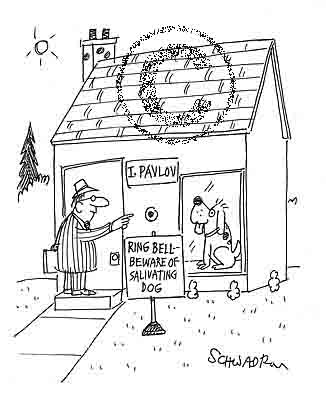 ©
I. PAVLOV
RING BELL-
BEWARE OF
SALIVATING
DOG
SCHWADRON